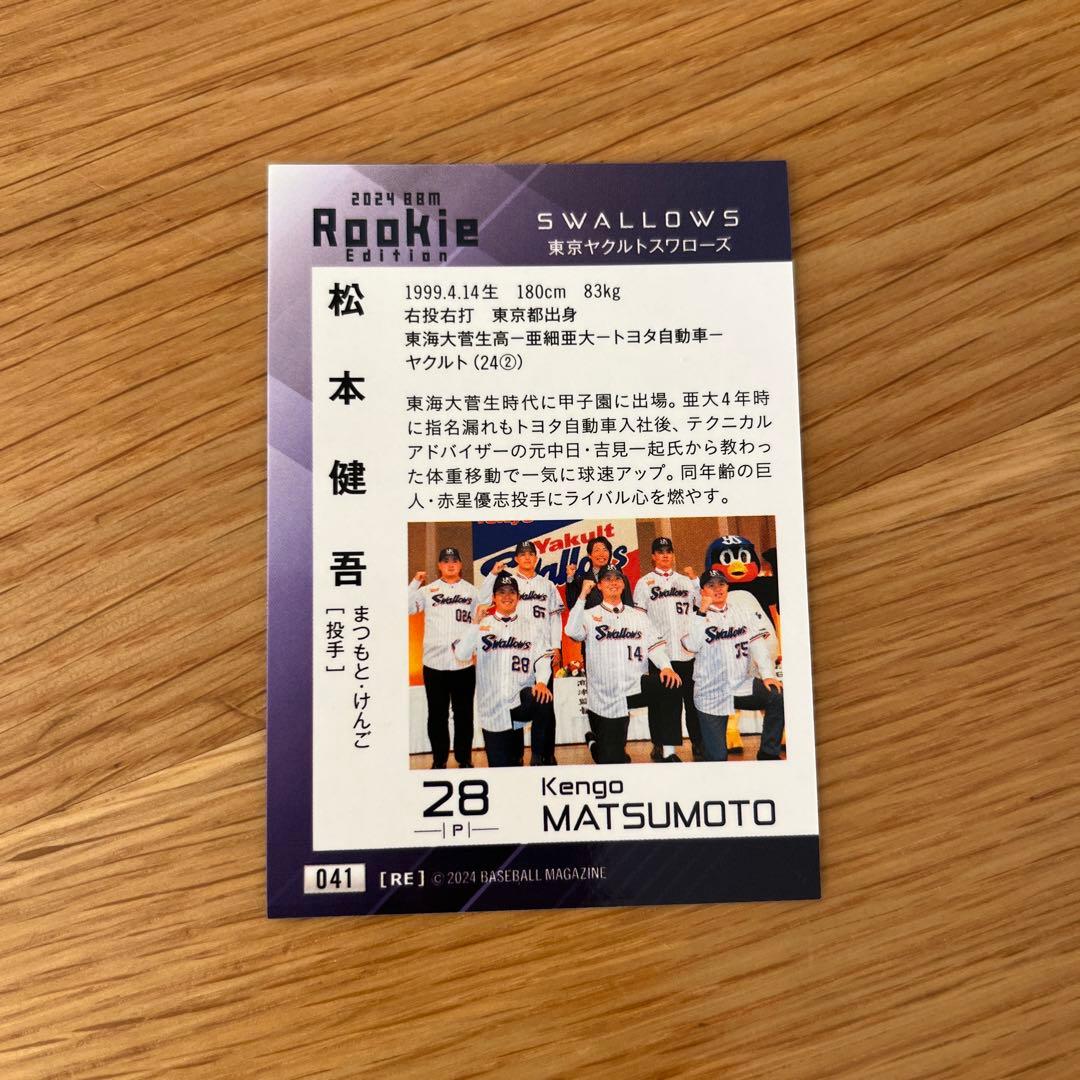 2024 BBM
Rookie
Edition
SWALLOWS
東京ヤクルトスワローズ
松本健吾
まつもと・けんご
[投手]
1999.4.14生 180cm 83kg
右投右打 東京都出身
東海大菅生高－亜細亜大－トヨタ自動車－
ヤクルト（24②）
東海大菅生時代に甲子園に出場。亜大4年時
に指名漏れもトヨタ自動車入社後、テクニカル
アドバイザーの元中日・吉見一起氏から教わっ
た体重移動で一気に球速アップ。同年齢の巨
人・赤星優志投手にライバル心を燃やす。
Yakult
Swallows
Swallows
Swallows
Swallows
Swallows
67
28
14
28
P
Kengo
MATSUMOTO
041
[RE] © 2024 BASEBALL MAGAZINE